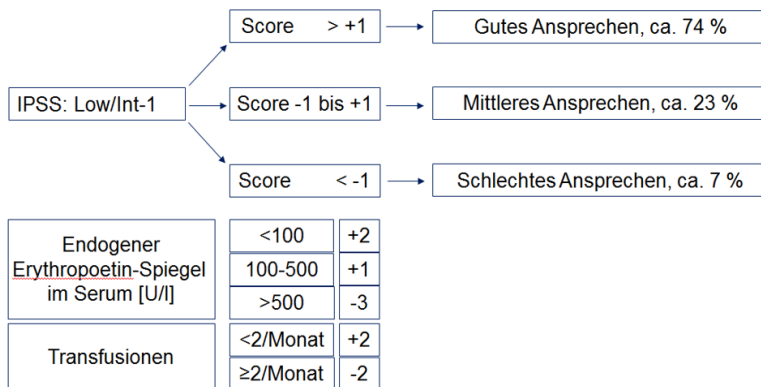 Score > +1
Gutes Ansprechen, ca. 74 %
IPSS: Low/Int-1
Score -1 bis +1
Mittleres Ansprechen, ca. 23 %
Score < -1
Schlechtes Ansprechen, ca. 7 %
Endogener
Erythropoetin-Spiegel
im Serum [U/l]
<100
+2
100-500
+1
>500
-3
Transfusionen
<2/Monat
+2
≥2/Monat
-2